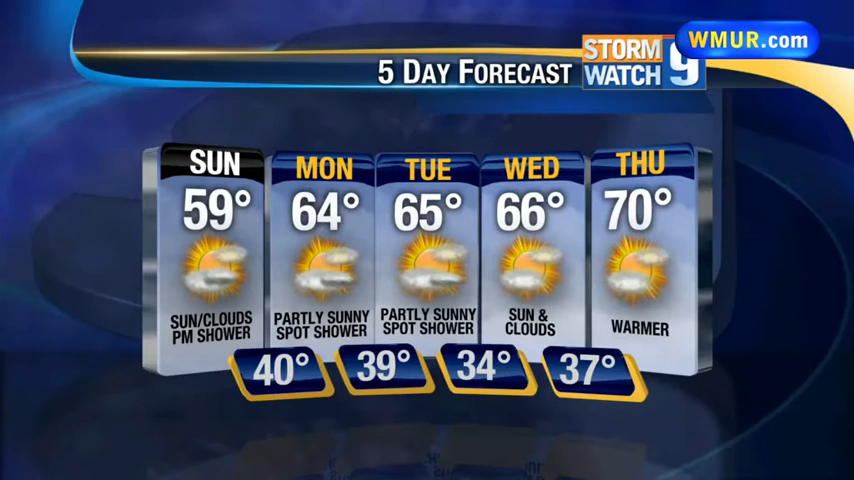 WMUR.com
5 DAY FORECAST
STORM
WATCH 9
SUN MON TUE WED THU
59° 64° 65° 66° 70°
SUN/CLOUDS
PM SHOWER
PARTLY SUNNY
SPOT SHOWER
PARTLY SUNNY
SPOT SHOWER
SUN &
CLOUDS
WARMER
40° 39° 34° 37°